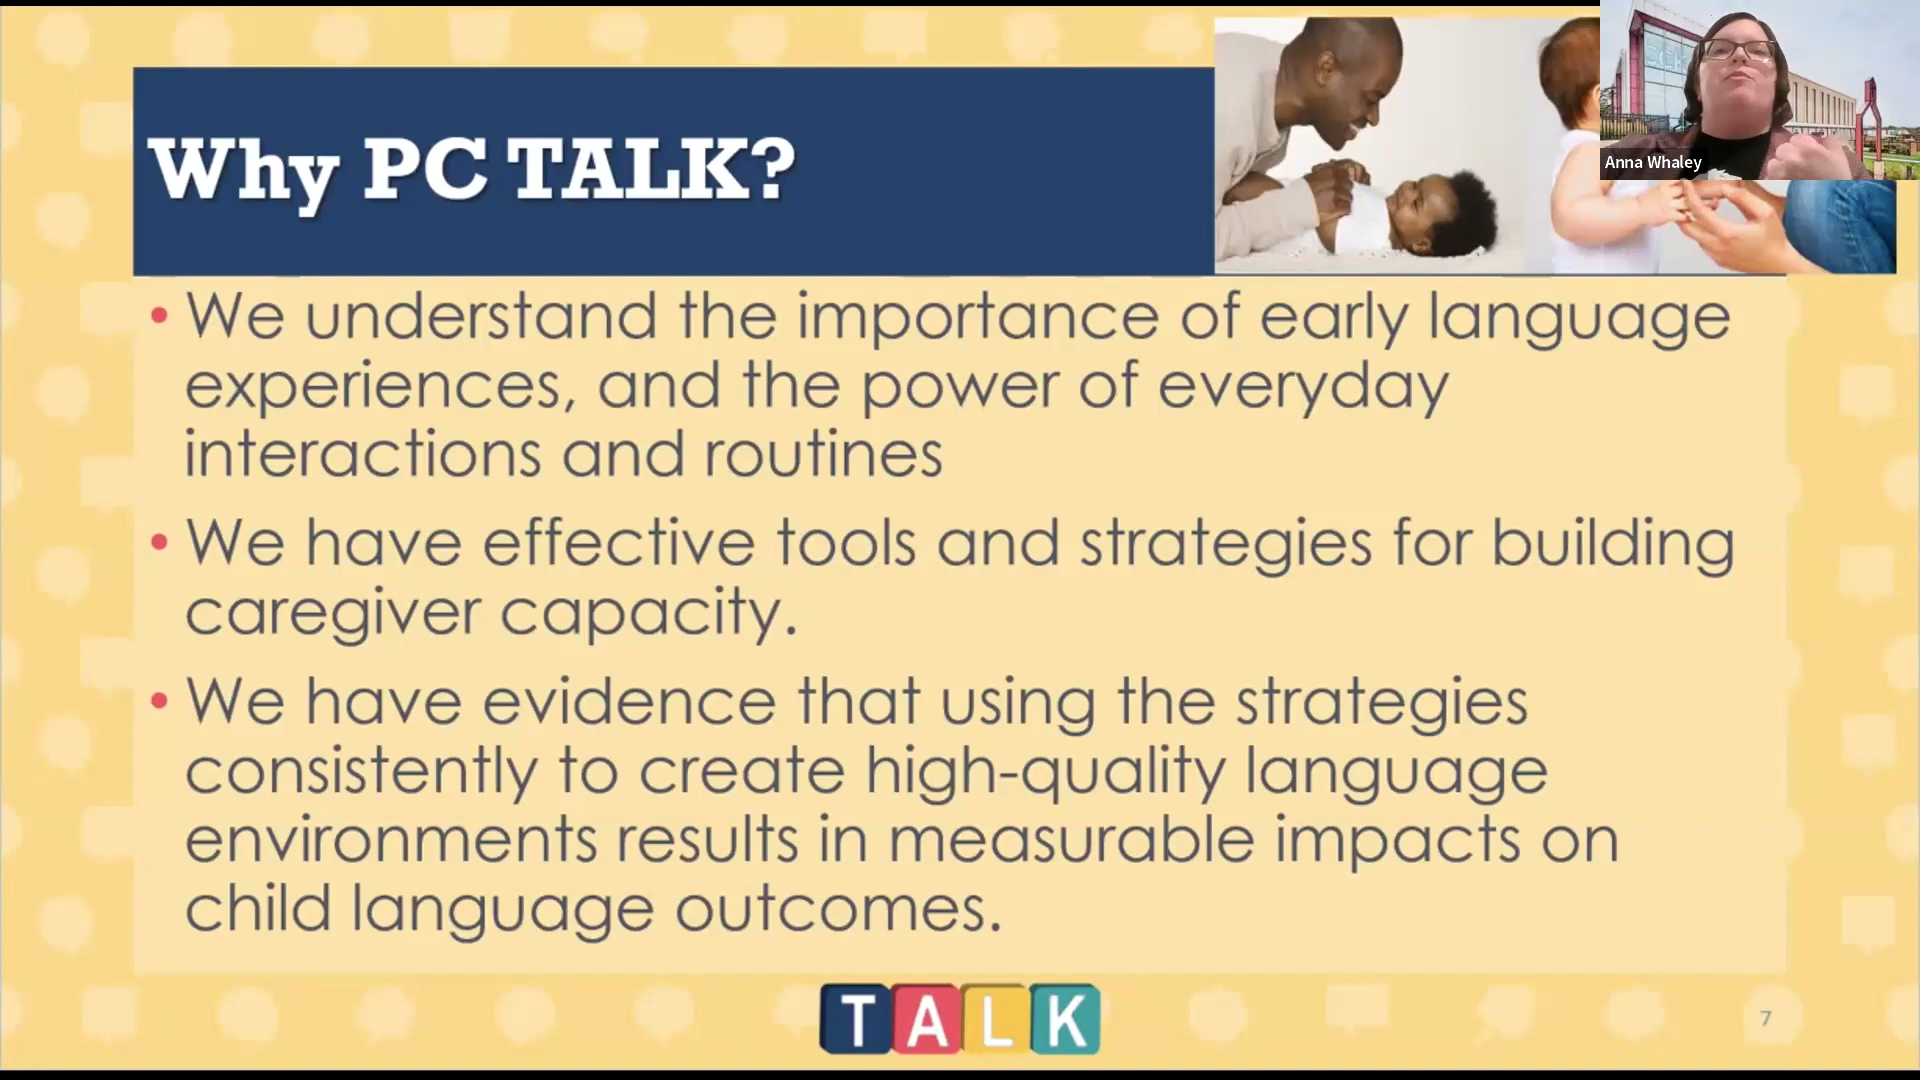 Why PC TALK?
Anna Whaley
• We understand the importance of early language
experiences, and the power of everyday
interactions and routines
• We have effective tools and strategies for building
caregiver capacity.
• We have evidence that using the strategies
consistently to create high-quality language
environments results in measurable impacts on
child language outcomes.
TALK
7